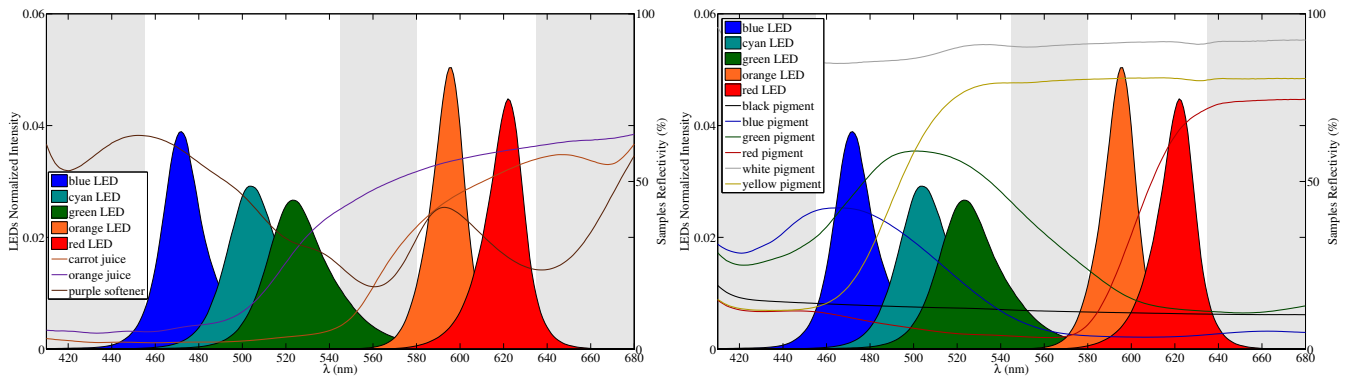 0.06
0.04
0.02
0
LEDs Normalized Intensity
100
50
0
Samples Reflectivity (%)
blue LED
cyan LED
green LED
orange LED
red LED
carrot juice
orange juice
purple softener
420 440 460 480 500 520 540 560 580 600 620 640 660 680
λ (nm)
0.06
0.04
0.02
0
LEDs Normalized Intensity
100
50
0
Samples Reflectivity (%)
blue LED
cyan LED
green LED
orange LED
red LED
black pigment
blue pigment
green pigment
red pigment
white pigment
yellow pigment
420 440 460 480 500 520 540 560 580 600 620 640 660 680
λ (nm)